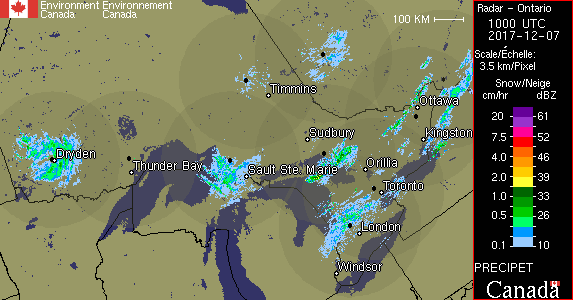 Environment Environnement
Canada Canada
100 KM
Timmins
Ottawa
Sudbury
Kingston
Dryden
Thunder Bay
Sault Ste. Marie
Orillia
Toronto
London
Windsor
Radar - Ontario
1000 UTC
2017-12-07
Scale/Échelle:
3.5 km/Pixel
Snow/Neige
cm/hr dBZ
20 61
7.5 52
4.0 46
2.0 39
1.0 33
0.5 26
0.1 10
PRECIPET
Canada